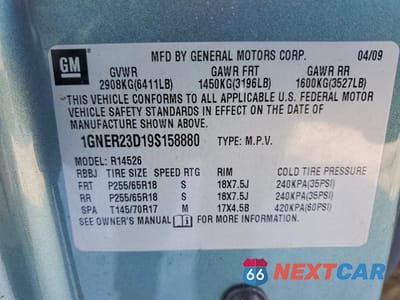 GM
MFD BY GENERAL MOTORS CORP. 04/09
GVWR GAWR FRT GAWR RR
2908KG(6411LB) 1450KG(3196LB) 1600KG(3527LB)
THIS VEHICLE CONFORMS TO ALL APPLICABLE U.S. FEDERAL MOTOR
VEHICLE SAFETY STANDARDS IN EFFECT ON THE DATE OF
MANUFACTURE SHOWN ABOVE.
1GNER23D19S158880 TYPE: M.P.V.
MODEL: R14526
RBBJ TIRE SIZE SPEED RTG RIM COLD TIRE PRESSURE
FRT P255/65R18 S 18X7.5J 240KPA(35PSI)
RR P255/65R18 S 18X7.5J 240KPA(35PSI)
SPA T145/70R17 M 17X4.5B 420KPA(60PSI)
SEE OWNER'S MANUAL FOR MORE INFORMATION.
66 NEXTCAR